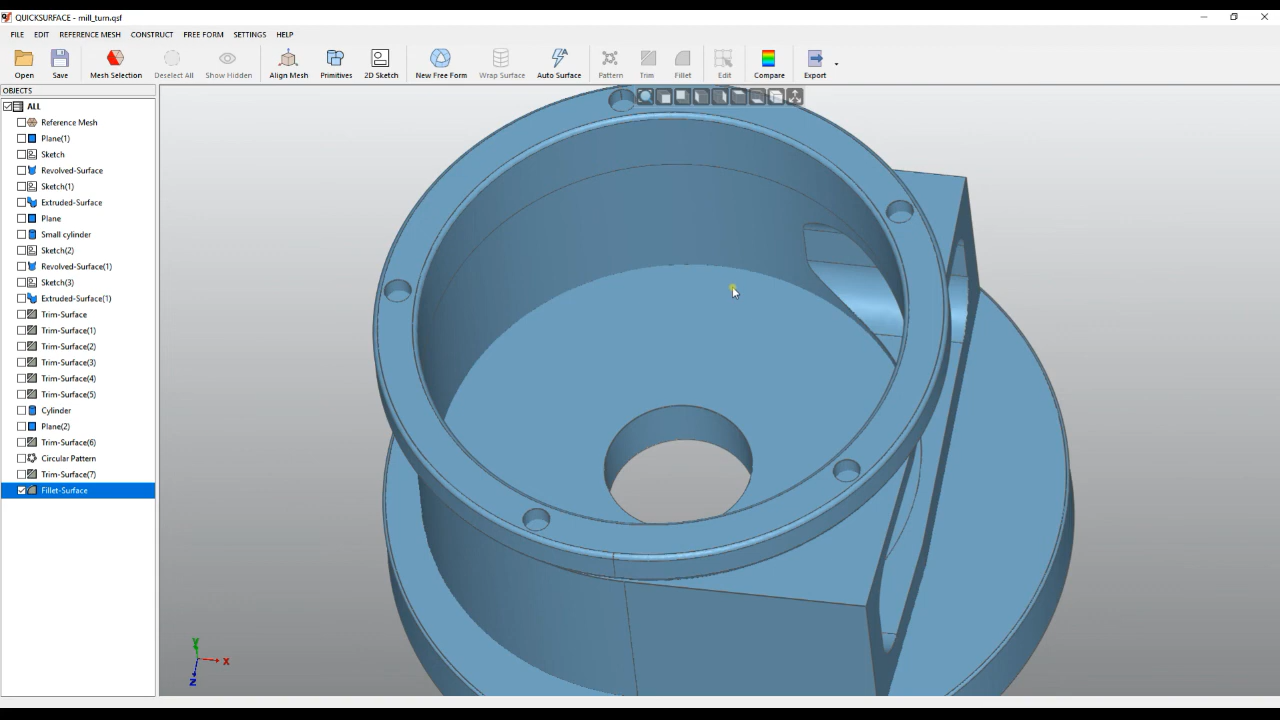 QUICKSURFACE - mill_turn.qsf
FILE EDIT REFERENCE MESH CONSTRUCT FREE FORM SETTINGS HELP
Open Save Mesh Selection Deselect All Show Hidden Align Mesh Primitives 2D Sketch New Free Form Wrap Surface Auto Surface Pattern Trim Fillet Edit Compare Export
OBJECTS
ALL
Reference Mesh
Plane(1)
Sketch
Revolved-Surface
Sketch(1)
Extruded-Surface
Plane
Small cylinder
Sketch(2)
Revolved-Surface(1)
Sketch(3)
Extruded-Surface(1)
Trim-Surface
Trim-Surface(1)
Trim-Surface(2)
Trim-Surface(3)
Trim-Surface(4)
Trim-Surface(5)
Cylinder
Plane(2)
Trim-Surface(6)
Circular Pattern
Trim-Surface(7)
Fillet-Surface
Y
X
Z